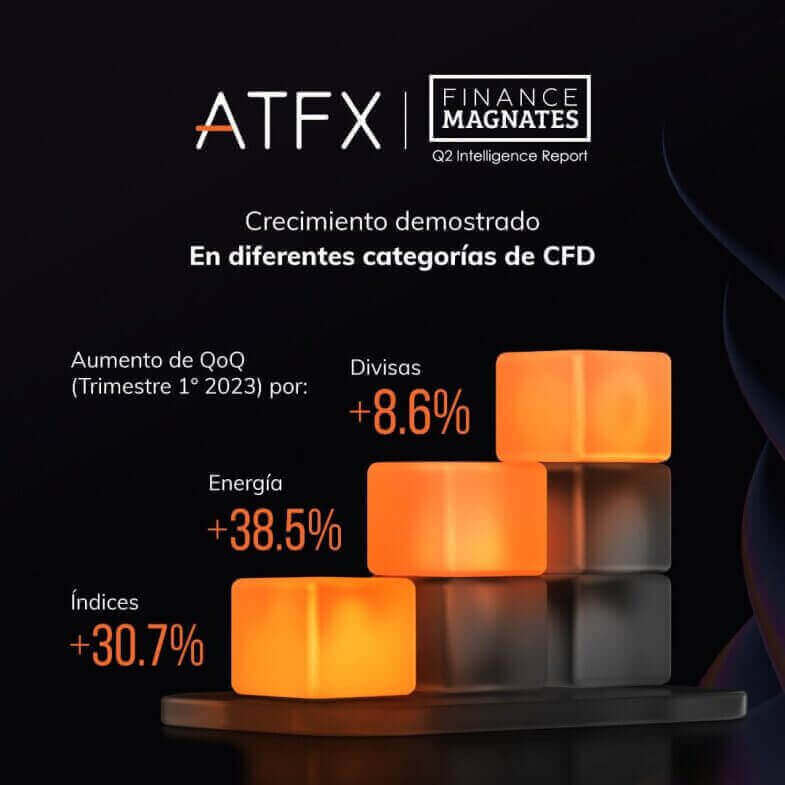 ATFX
FINANCE
MAGNATES
Q2 Intelligence Report
Crecimiento demostrado
En diferentes categorías de CFD
Aumento de QoQ
(Trimestre 1° 2023) por:
Divisas
+8.6%
Energía
+38.5%
Índices
+30.7%